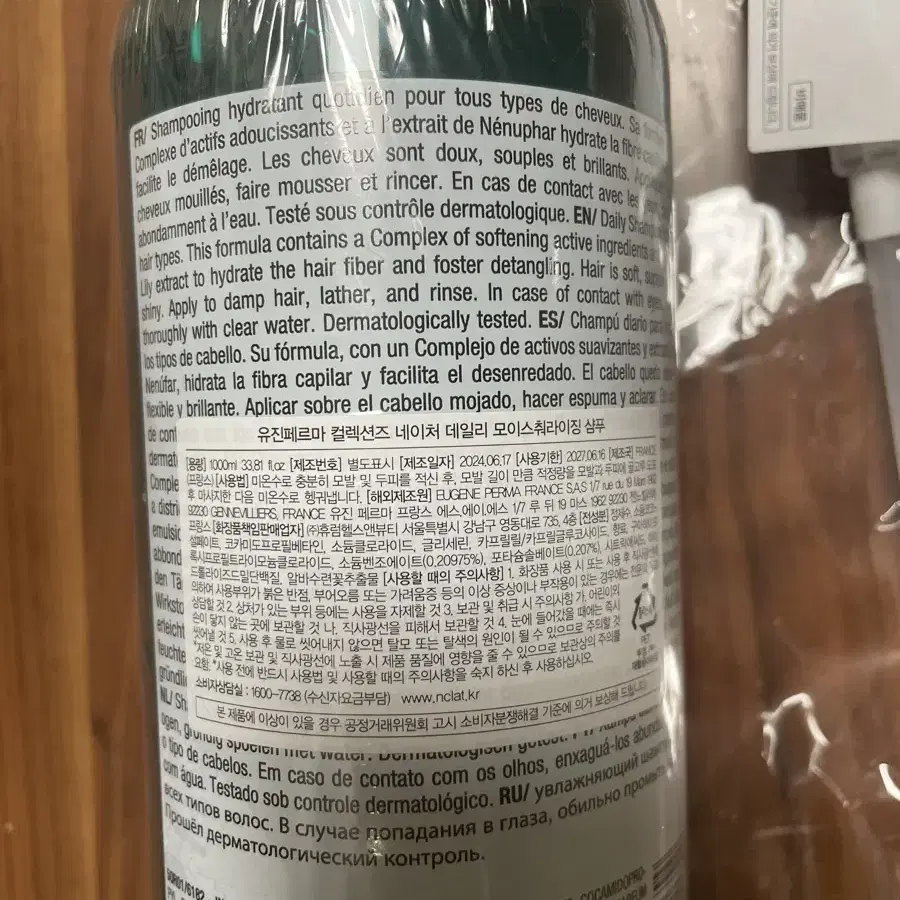 FR/ Shampooing hydratant quotidien pour tous types de cheveux. Sa
Complexe d'actifs adoucissants et à l'extrait de Nénuphar hydrate la fibre
facilite le démêlage. Les cheveux sont doux, souples et brillants.
cheveux mouillés, faire mousser et rincer. En cas de contact avec les
abondamment à l'eau. Testé sous contrôle dermatologique. EN/ Daily
hair types. This formula contains a Complex of softening active ingredients
Lily extract to hydrate the hair fiber and foster detangling. Hair is soft,
shiny. Apply to damp hair, lather, and rinse. In case of contact with eyes,
thoroughly with clear water. Dermatologically tested. ES/ Champú diario
los tipos de cabello. Su fórmula, con un Complejo de activos suavizantes y
Nenúfar, hidrata la fibra capilar y facilita el desenredado. El cabello
flexible y brillante. Aplicar sobre el cabello mojado, hacer espuma y aclarar.
유진페르마 컬렉션즈 네이처 데일리 모이스춰라이징 샴푸
[용량] 1000ml 33.81 fl.oz [제조번호] 별도표시 [제조일자] 2024.06.17 [사용기한] 2027.06.16 [제조국] FRANCE
(프랑스) [사용법] 미온수로 충분히 모발 및 두피를 적신 후, 모발 길이 만큼 적정량을 모발과 두피에 골고루 도포
후 마사지한 다음 미온수로 헹궈냅니다. [해외제조원] EUGENE PERMA FRANCE S.A.S 1/7 rue du 19 Mars 1962
92230 GENNEVILLIERS, FRANCE 유진 페르마 프랑스 에스에이에스 1/7 루 뒤 19 마스 1962 92230
프랑스 [화장품책임판매업자] (주)휴럼헬스앤뷰티 서울특별시 강남구 영동대로 735, 4층 [전성분] 정제수,
코카미도프로필베타인, 소듐클로라이드, 글리세린, 카프릴릴/카프릴글루코사이드, 향료,
록시프로필트라이모늄클로라이드, 소듐벤조에이트(0.20975%), 포타슘솔베이트(0.207%),
드롤라이즈드밀단백질, 알바수련꽃추출물 [사용할 때의 주의사항] 1. 화장품 사용 시 또는 사용 후 직사광선에
의하여 사용부위가 붉은 반점, 부어오름 또는 가려움증 등의 이상 증상이나 부작용이 있는 경우에는 전문의
상담할 것 2. 상처가 있는 부위 등에는 사용을 자제할 것 3. 보관 및 취급 시 주의사항 가. 어린이의
손이 닿지 않는 곳에 보관할 것 나. 직사광선을 피해서 보관할 것 4. 눈에 들어갔을 때에는 즉시
씻어낼 것 5. 사용 후 물로 씻어내지 않으면 탈모 또는 탈색의 원인이 될 수 있으므로 주의할 것
*저온 및 고온 보관 및 직사광선에 노출 시 제품 품질에 영향을 줄 수 있으므로 보관상의 주의를
요함. *사용 전에 반드시 사용법 및 사용할 때의 주의사항을 숙지 하신 후 사용하십시오.
소비자상담실 : 1600-7738 (수신자요금부담) www.nclat.kr
본 제품에 이상이 있을 경우 공정거래위원회 고시 소비자분쟁해결 기준에 의거 보상해 드립니다.
PET
o tipo de cabelos. Em caso de contato com os olhos, enxaguá-los
com água. Testado sob controle dermatológico. RU/ увлажняющий
всех типов волос. В случае попадания в глаза, обильно
Прошёл дерматологический контроль.
비매품